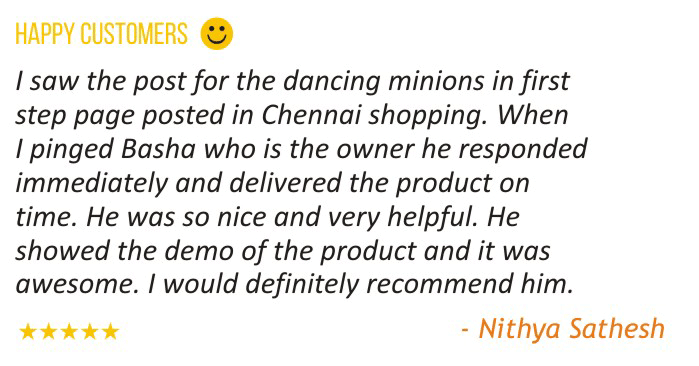 HAPPY CUSTOMERS
I saw the post for the dancing minions in first
step page posted in Chennai shopping. When
I pinged Basha who is the owner he responded
immediately and delivered the product on
time. He was so nice and very helpful. He
showed the demo of the product and it was
awesome. I would definitely recommend him.
- Nithya Sathesh